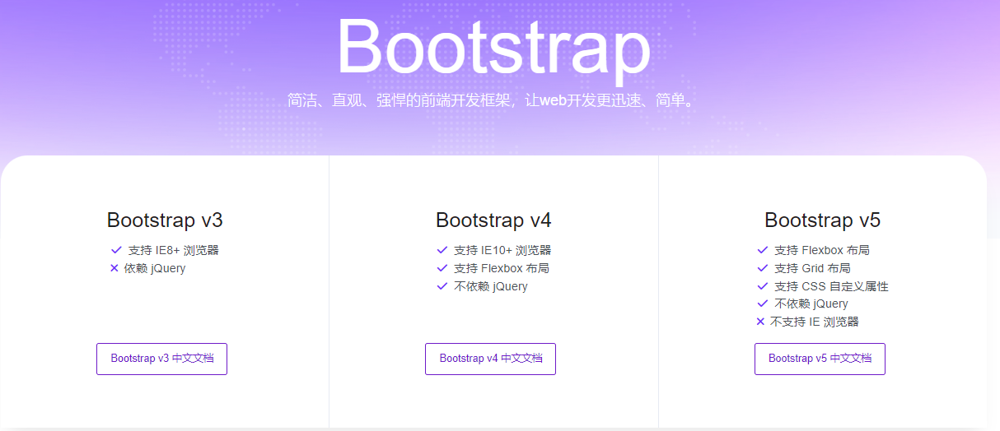 Bootstrap
简洁、直观、强悍的前端开发框架，让web开发更迅速、简单。
Bootstrap v3
支持 IE8+ 浏览器
依赖 jQuery
Bootstrap v3 中文文档
Bootstrap v4
支持 IE10+ 浏览器
支持 Flexbox 布局
不依赖 jQuery
Bootstrap v4 中文文档
Bootstrap v5
支持 Flexbox 布局
支持 Grid 布局
支持 CSS 自定义属性
不依赖 jQuery
不支持 IE 浏览器
Bootstrap v5 中文文档